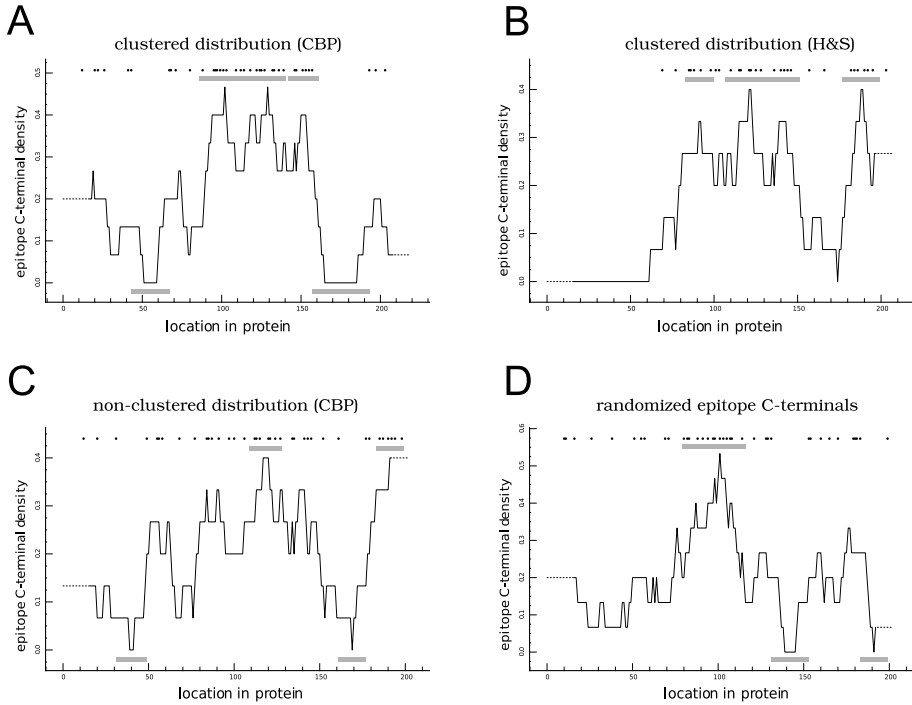 A
clustered distribution (CBP)
epitope C-terminal density
0.5
0.4
0.3
0.2
0.1
0.0
0 50 100 150 200
location in protein
B
clustered distribution (H&S)
epitope C-terminal density
0.4
0.3
0.2
0.1
0.0
0 50 100 150 200
location in protein
C
non-clustered distribution (CBP)
epitope C-terminal density
0.4
0.3
0.2
0.1
0.0
0 50 100 150 200
location in protein
D
randomized epitope C-terminals
epitope C-terminal density
0.6
0.5
0.4
0.3
0.2
0.1
0.0
0 50 100 150 200
location in protein